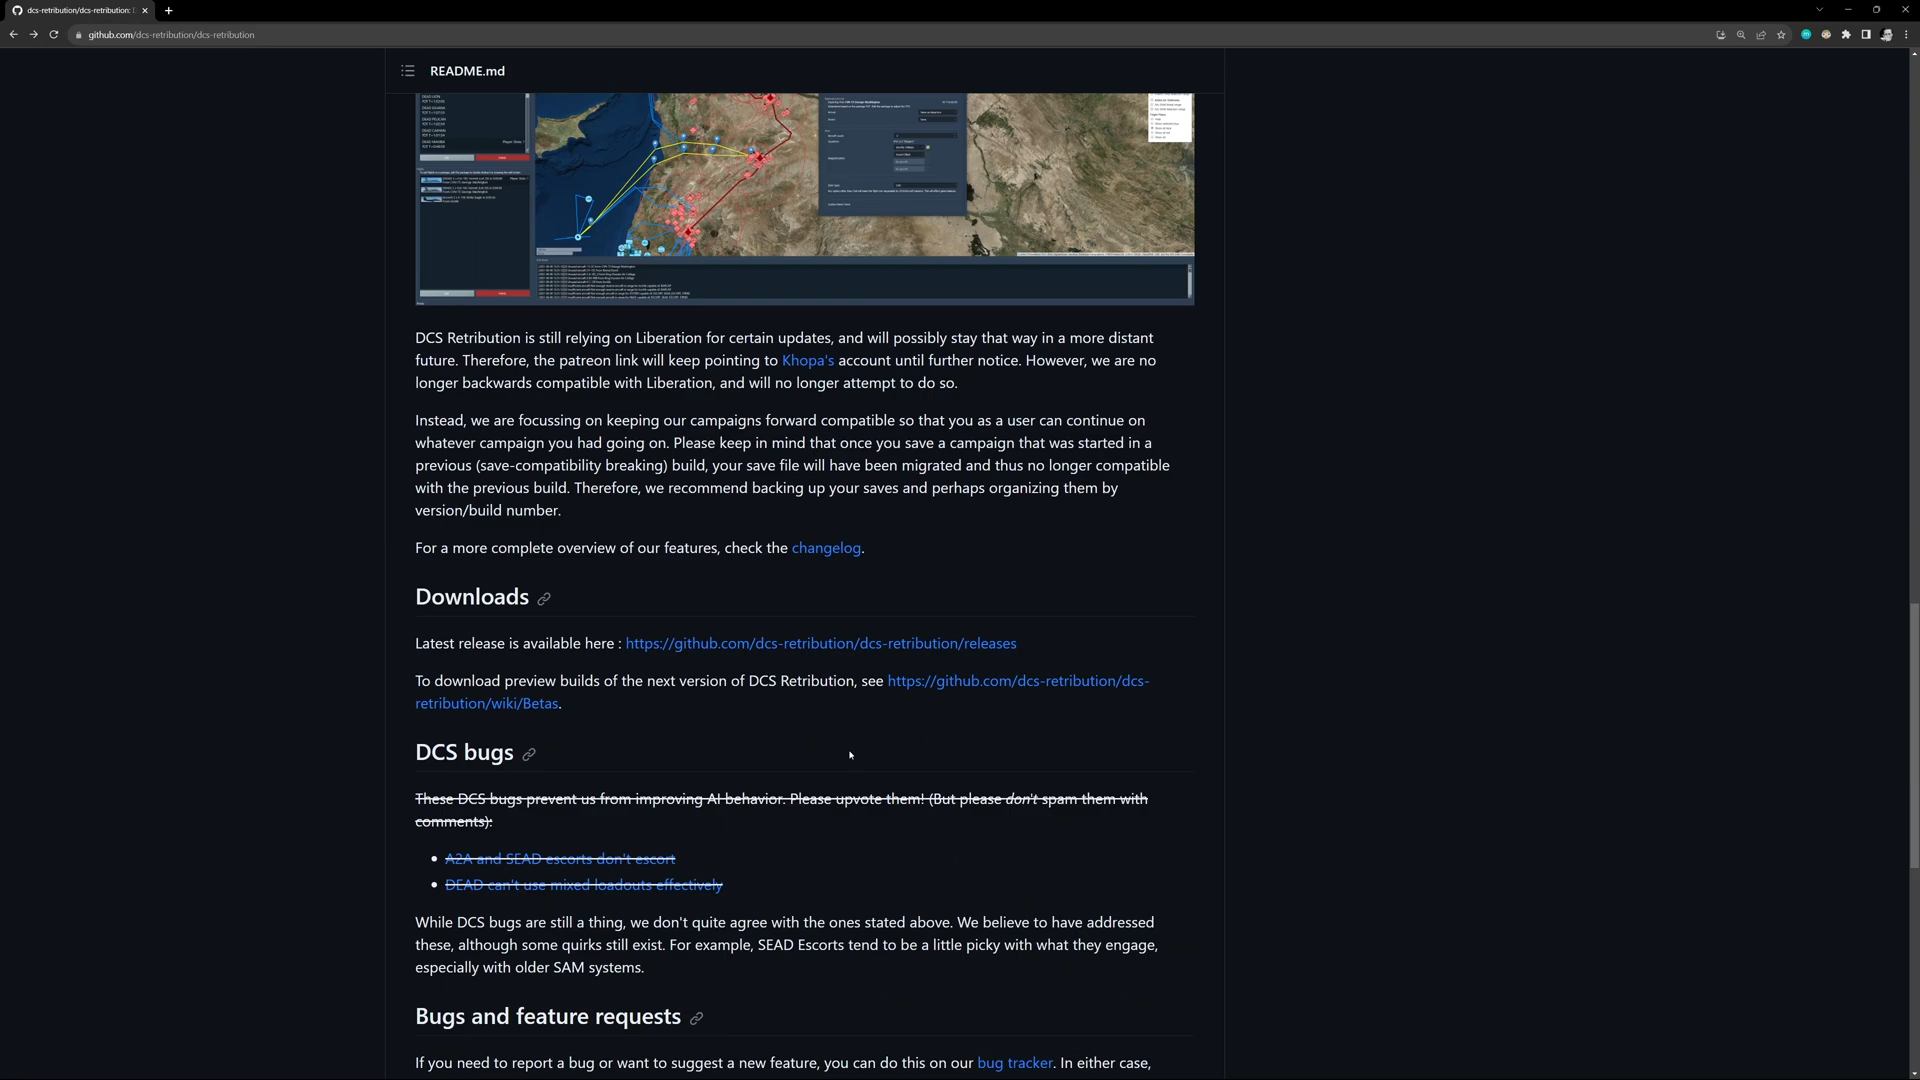 dcs-retribution/dcs-retribution:
github.com/dcs-retribution/dcs-retribution
README.md
DCS Retribution is still relying on Liberation for certain updates, and will possibly stay that way in a more distant
future. Therefore, the patreon link will keep pointing to Khopa's account until further notice. However, we are no
longer backwards compatible with Liberation, and will no longer attempt to do so.
Instead, we are focussing on keeping our campaigns forward compatible so that you as a user can continue on
whatever campaign you had going on. Please keep in mind that once you save a campaign that was started in a
previous (save-compatibility breaking) build, your save file will have been migrated and thus no longer compatible
with the previous build. Therefore, we recommend backing up your saves and perhaps organizing them by
version/build number.
For a more complete overview of our features, check the changelog.
Downloads
Latest release is available here : https://github.com/dcs-retribution/dcs-retribution/releases
To download preview builds of the next version of DCS Retribution, see https://github.com/dcs-retribution/dcs-
retribution/wiki/Betas.
DCS bugs
These DCS bugs prevent us from improving AI behavior. Please upvote them! (But please don't spam them with
comments):
• A2A and SEAD escorts don't escort
• DEAD can't use mixed loadouts effectively
While DCS bugs are still a thing, we don't quite agree with the ones stated above. We believe to have addressed
these, although some quirks still exist. For example, SEAD Escorts tend to be a little picky with what they engage,
especially with older SAM systems.
Bugs and feature requests
If you need to report a bug or want to suggest a new feature, you can do this on our bug tracker. In either case,